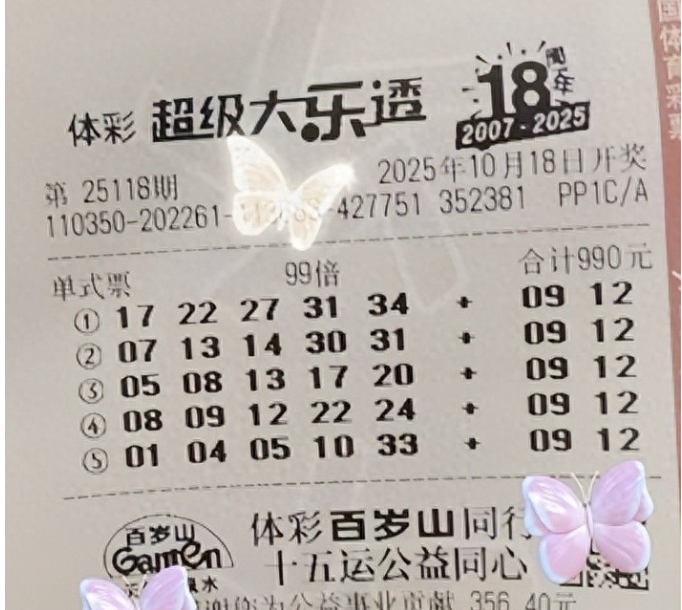 体彩 超级大乐透
18周年
2007-2025
第 25118期
2025年10月18日开奖
110350-202261- -427751 352381 PP1C/A
单式票 99倍 合计990元
① 17 22 27 31 34 + 09 12
② 07 13 14 30 31 + 09 12
③ 05 08 13 17 20 + 09 12
④ 08 09 12 22 24 + 09 12
⑤ 01 04 05 10 33 + 09 12
百岁山
Ganten
水
体彩百岁山同行
十五运公益同心
谢您为公益事业贡献 356.40元
国体育彩票